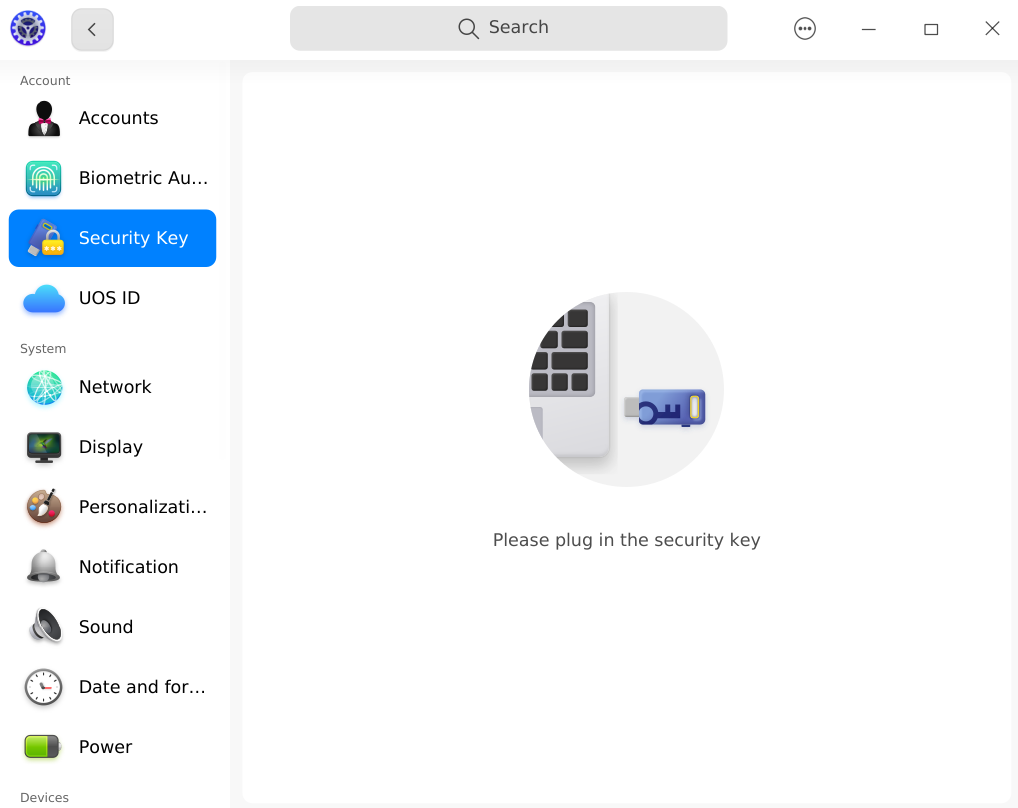 Search
Account
Accounts
Biometric Au...
Security Key
UOS ID
System
Network
Display
Personalizati...
Notification
Sound
Date and for...
Power
Devices
Please plug in the security key